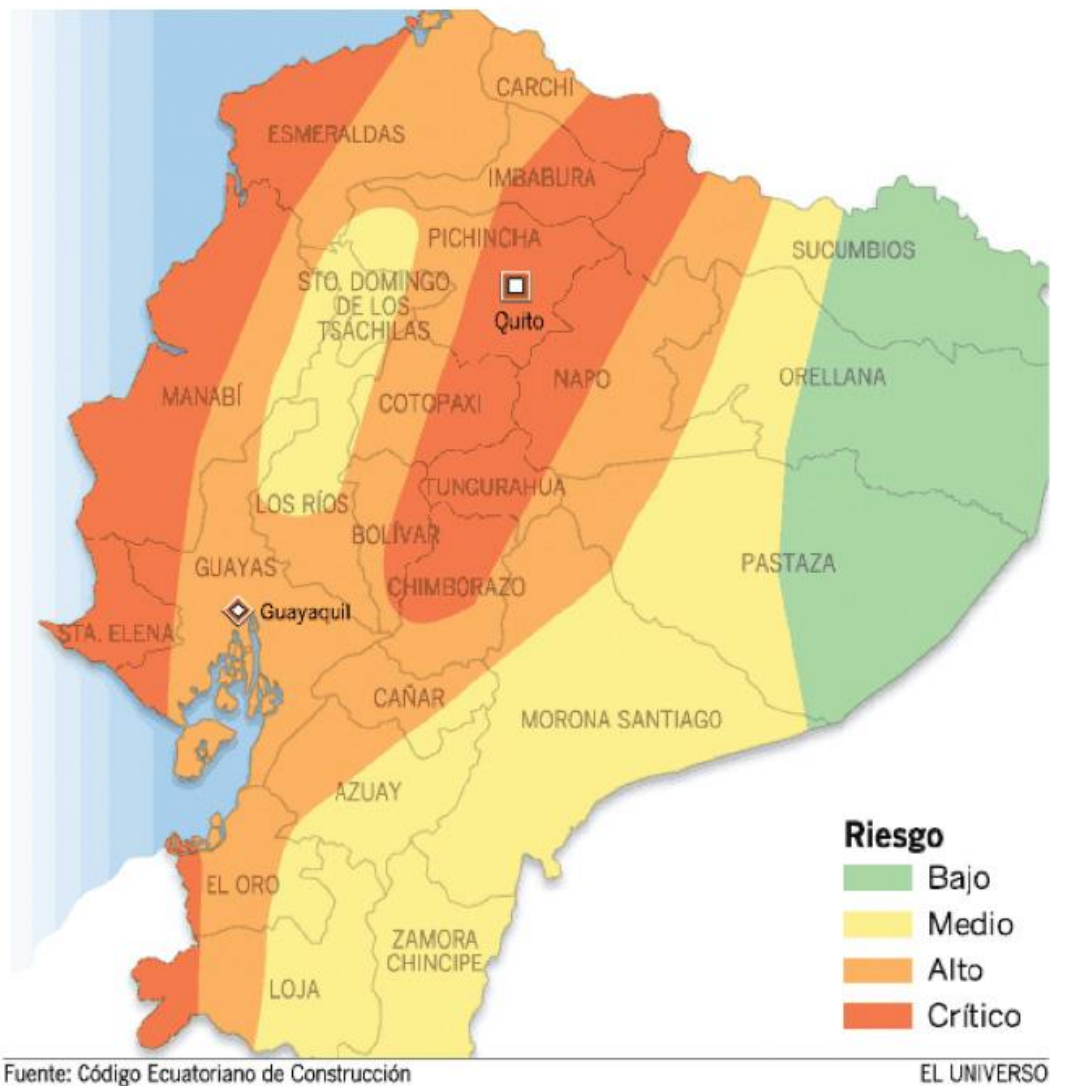 CARCHI
ESMERALDAS
IMBABURA
PICHINCHA
SUCUMBIOS
STO. DOMINGO
DE LOS
TSÁCHILAS
Quito
MANABÍ
COTOPAXI
NAPO
ORELLANA
LOS RÍOS
TUNGURAHUA
BOLÍVAR
GUAYAS
CHIMBORAZO
PASTAZA
Guayaquil
STA. ELENA
CAÑAR
MORONA SANTIAGO
AZUAY
EL ORO
ZAMORA
CHINCIPE
LOJA
Riesgo
Bajo
Medio
Alto
Crítico
Fuente: Código Ecuatoriano de Construcción
EL UNIVERSO